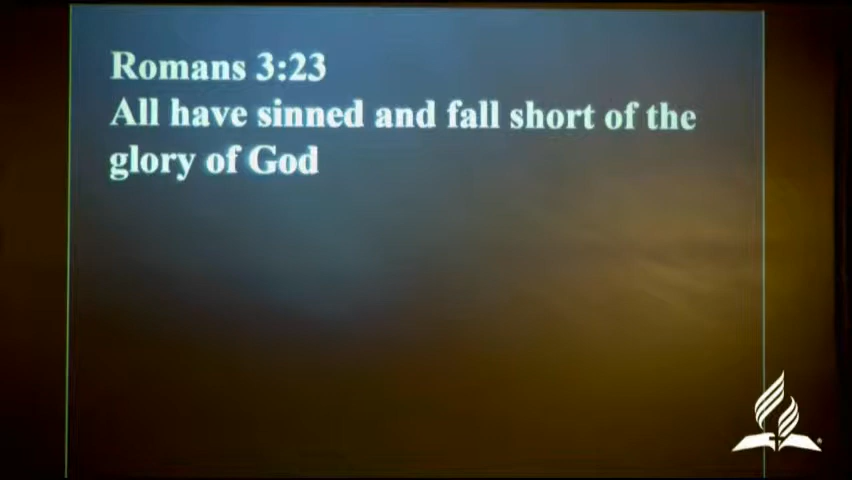 Romans 3:23
All have sinned and fall short of the
glory of God